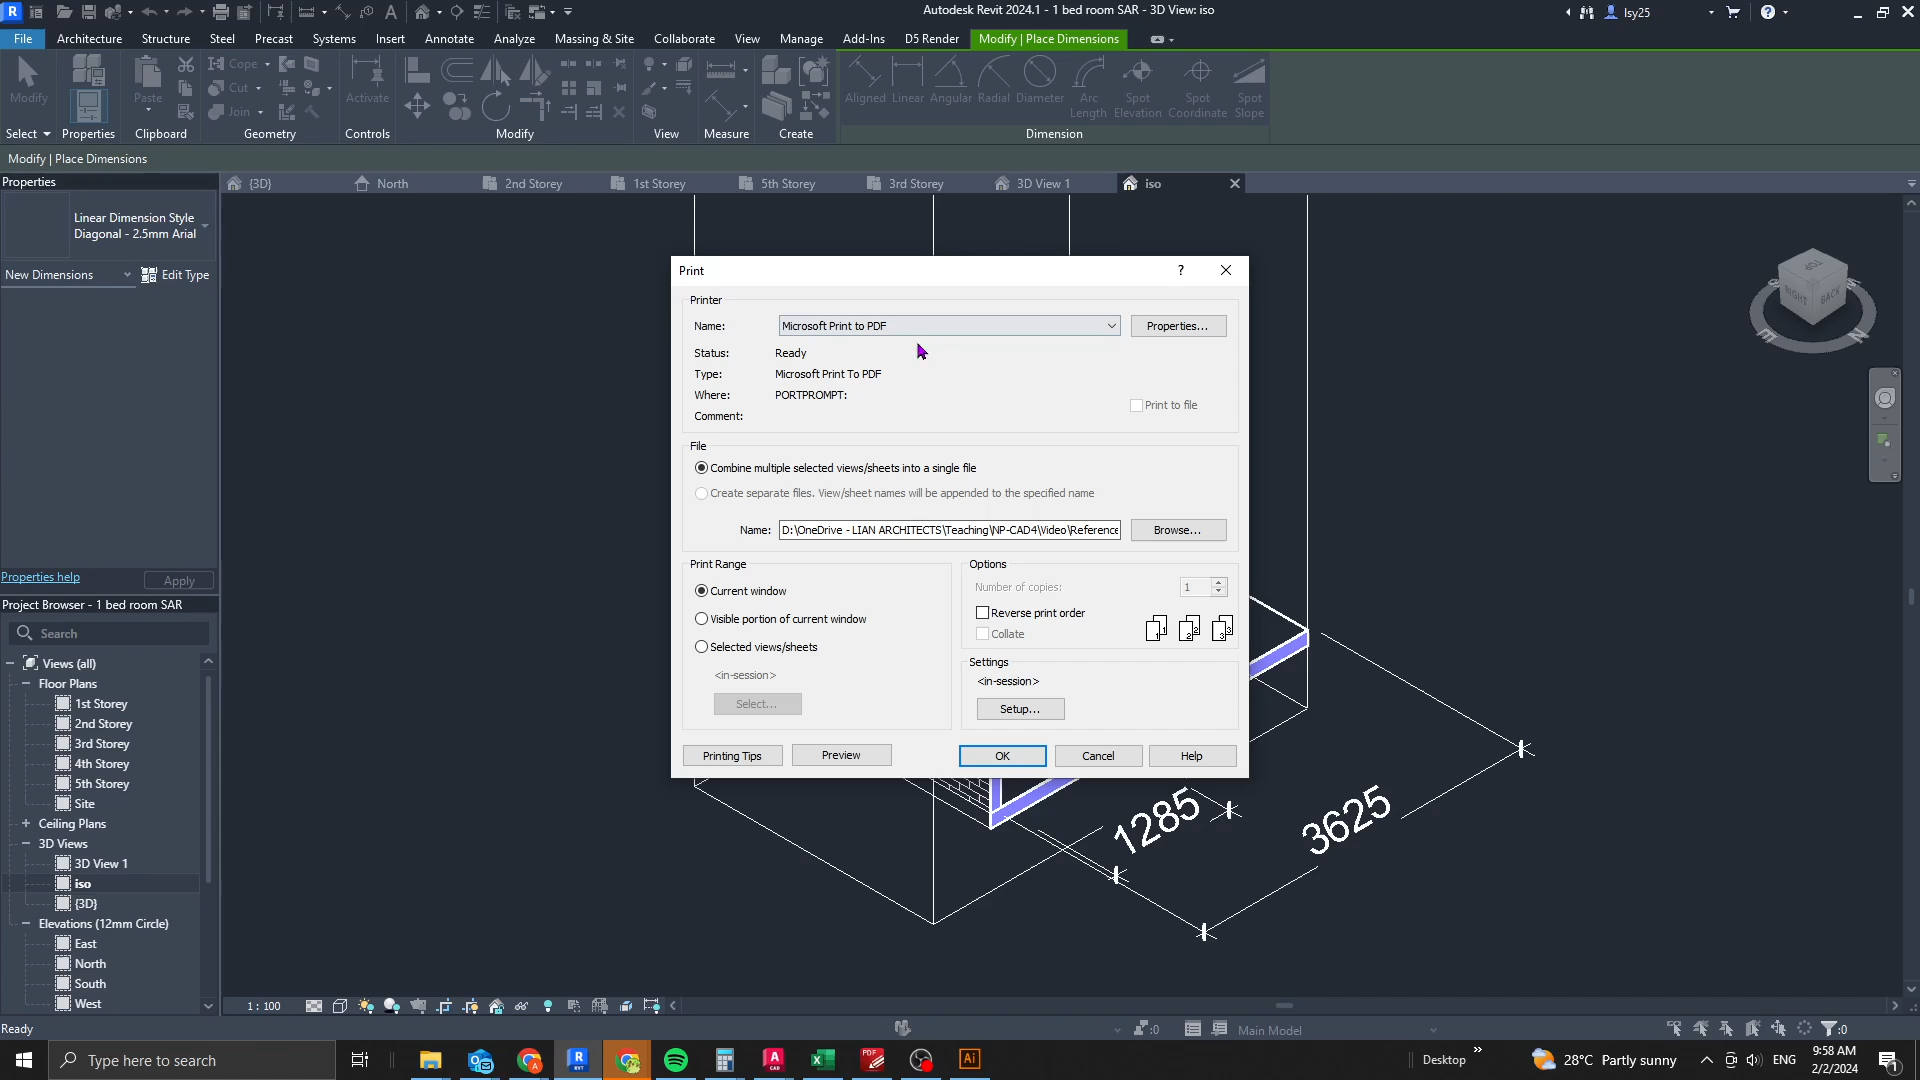 Autodesk Revit 2024.1 - 1 bed room SAR - 3D View: iso
lsy25
File Architecture Structure Steel Precast Systems Insert Annotate Analyze Massing & Site Collaborate View Manage Add-Ins D5 Render Modify | Place Dimensions
Modify
Paste
Cope
Cut
Join
Activate
Aligned Linear Angular Radial Diameter Arc Length Spot Elevation Spot Coordinate Spot Slope
Select Properties Clipboard Geometry Controls Modify View Measure Create Dimension
Modify | Place Dimensions
Properties
{3D} North 2nd Storey 1st Storey 5th Storey 3rd Storey 3D View 1 iso
Linear Dimension Style
Diagonal - 2.5mm Arial
New Dimensions Edit Type
Properties help Apply
Project Browser - 1 bed room SAR
Search
Views (all)
Floor Plans
1st Storey
2nd Storey
3rd Storey
4th Storey
5th Storey
Site
Ceiling Plans
3D Views
3D View 1
iso
{3D}
Elevations (12mm Circle)
East
North
South
West
Print
Printer
Name: Microsoft Print to PDF Properties...
Status: Ready
Type: Microsoft Print To PDF
Where: PORTPROMPT:
Comment:
Print to file
File
Combine multiple selected views/sheets into a single file
Create separate files. View/sheet names will be appended to the specified name
Name: D:\OneDrive - LIAN ARCHITECTS\Teaching\NP-CAD4\Video\Reference Browse...
Print Range
Current window
Visible portion of current window
Selected views/sheets
<in-session>
Select...
Options
Number of copies: 1
Reverse print order
Collate
Settings
<in-session>
Setup...
Printing Tips Preview OK Cancel Help
TOP
RIGHT
BACK
1285
3625
1 : 100
Ready
:0
Main Model
:0
Type here to search
Desktop
28°C Partly sunny
ENG
9:58 AM
2/2/2024